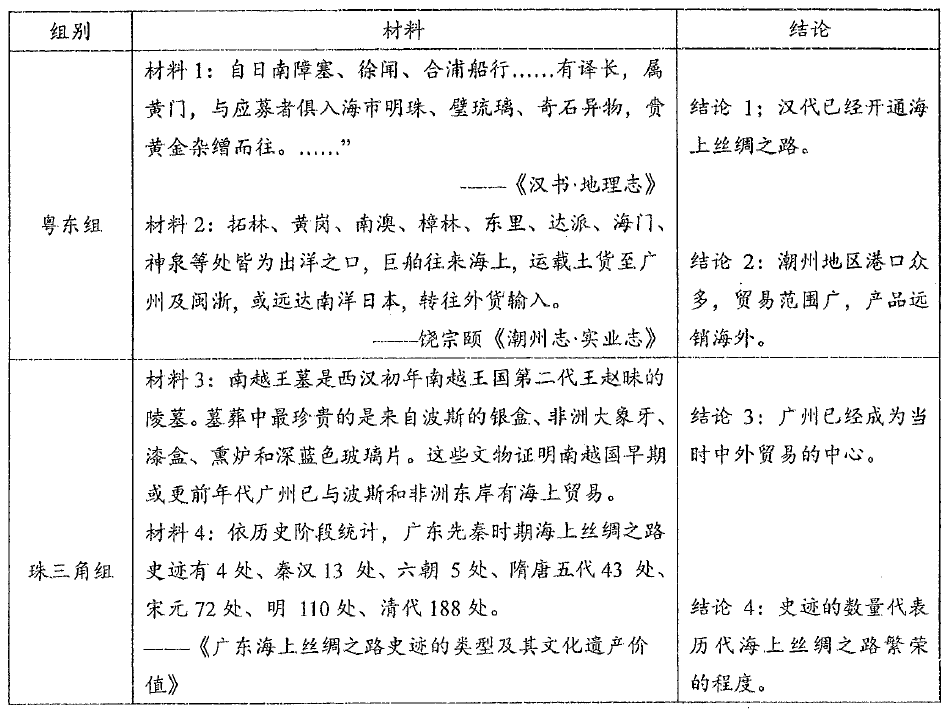 组别 材料 结论
材料1：自日南障塞、徐闻、合浦船行……有译长，属
黄门，与应募者俱入海市明珠、璧琉璃、奇石异物，赍
黄金杂缯而往。……”
——《汉书·地理志》
粤东组
材料2：拓林、黄岗、南澳、樟林、东里、达派、海门、
神泉等处皆为出洋之口，巨舶往来海上，运载土货至广
州及闽浙，或远达南洋日本，转往外货输入。
——饶宗颐《潮州志·实业志》
结论 1；汉代已经开通海
上丝绸之路。
结论 2：潮州地区港口众
多，贸易范围广，产品远
销海外。
材料3：南越王墓是西汉初年南越王国第二代王赵眜的
陵墓。墓葬中最珍贵的是来自波斯的银盒、非洲大象牙、
漆盒、熏炉和深蓝色玻璃片。这些文物证明南越国早期
或更前年代广州已与波斯和非洲东岸有海上贸易。
珠三角组
材料4：依历史阶段统计，广东先秦时期海上丝绸之路
史迹有4处、秦汉13 处、六朝 5处、隋唐五代43 处、
宋元72处、明 110处、清代188处。
——《广东海上丝绸之路史迹的类型及其文化遗产价
值》
结论 3：广州已经成为当
时中外贸易的中心。
结论 4：史迹的数量代表
历代海上丝绸之路繁荣
的程度。